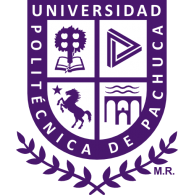 UNIVERSIDAD
POLITÉCNICA DE PACHUCA
M.R.